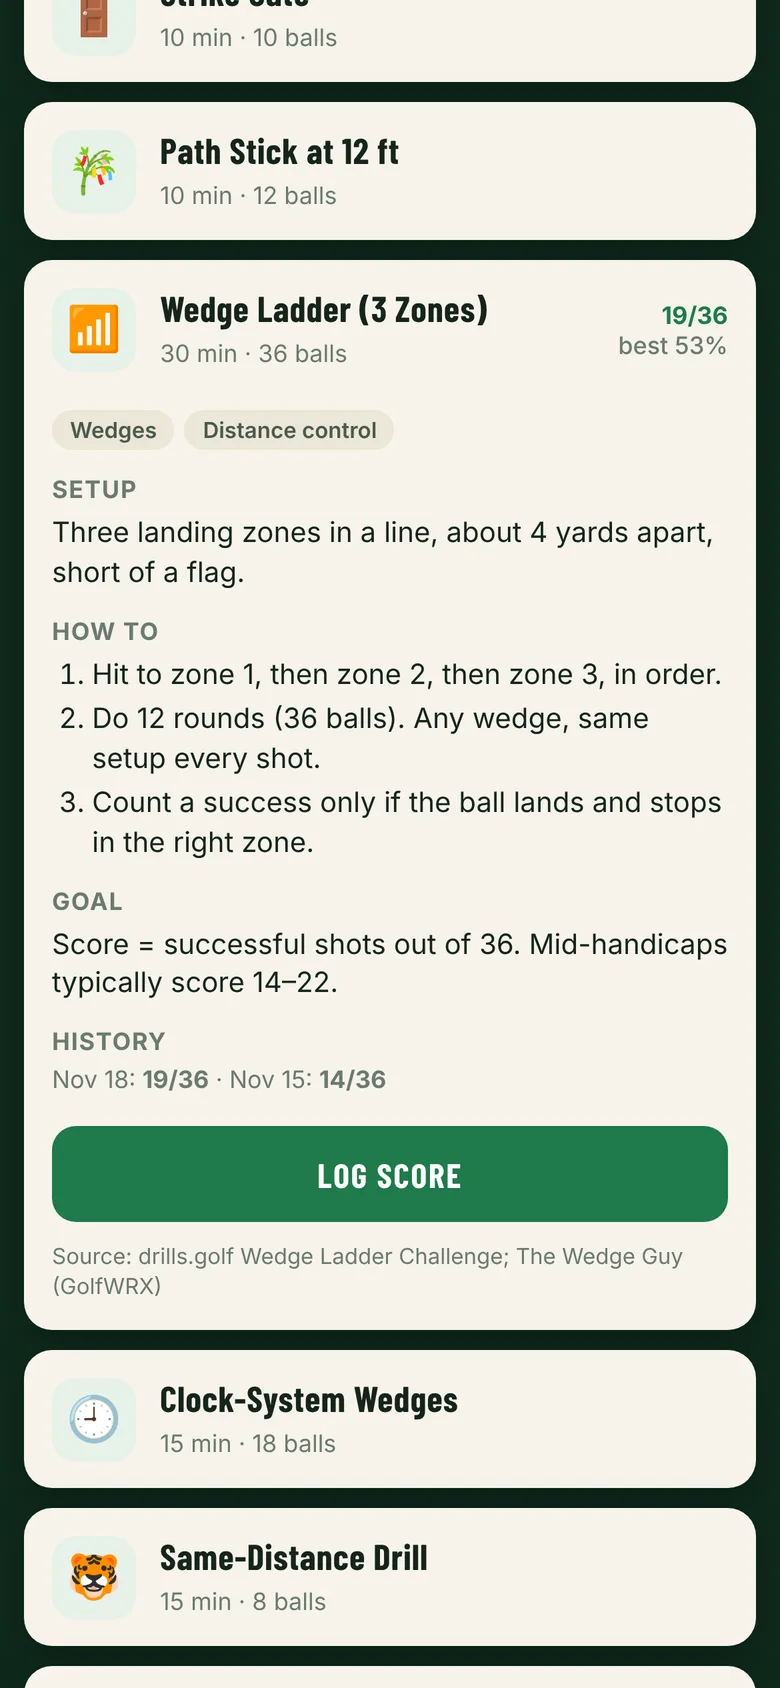 10 min · 10 balls
Path Stick at 12 ft
10 min · 12 balls
Wedge Ladder (3 Zones)
30 min · 36 balls
19/36
best 53%
Wedges
Distance control
SETUP
Three landing zones in a line, about 4 yards apart,
short of a flag.
HOW TO
1. Hit to zone 1, then zone 2, then zone 3, in order.
2. Do 12 rounds (36 balls). Any wedge, same
setup every shot.
3. Count a success only if the ball lands and stops
in the right zone.
GOAL
Score = successful shots out of 36. Mid-handicaps
typically score 14–22.
HISTORY
Nov 18: 19/36 · Nov 15: 14/36
LOG SCORE
Source: drills.golf Wedge Ladder Challenge; The Wedge Guy
(GolfWRX)
Clock-System Wedges
15 min · 18 balls
Same-Distance Drill
15 min · 8 balls